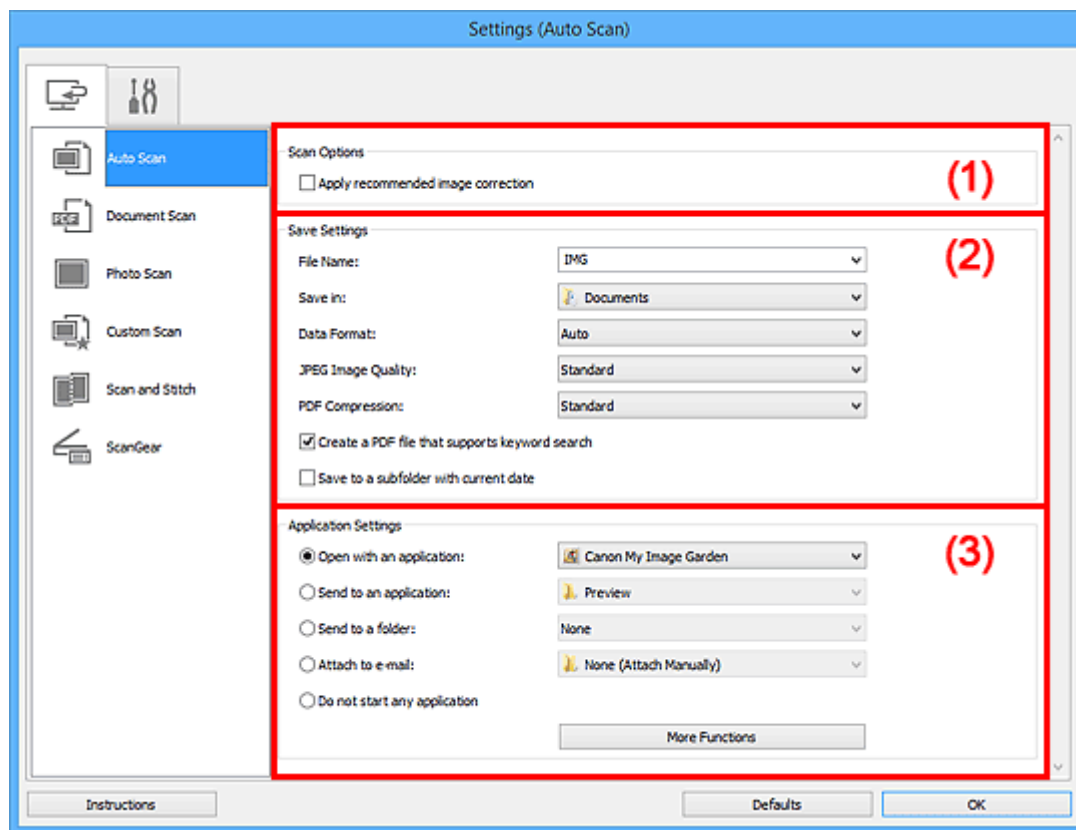 Settings (Auto Scan)
Auto Scan
Document Scan
Photo Scan
Custom Scan
Scan and Stitch
ScanGear
Scan Options
(1)
Apply recommended image correction
Save Settings
(2)
File Name: IMG
Save in: Documents
Data Format: Auto
JPEG Image Quality: Standard
PDF Compression: Standard
Create a PDF file that supports keyword search
Save to a subfolder with current date
Application Settings
(3)
Open with an application: Canon My Image Garden
Send to an application: Preview
Send to a folder: None
Attach to e-mail: None (Attach Manually)
Do not start any application
More Functions
Instructions Defaults OK